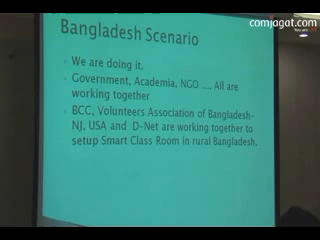 comjagat.com
Bangladesh Scenario
We are doing it.
Government, Academia, NGO .... All are
working together
BCC, Volunteers Association of Bangladesh-
NJ, USA and D-Net are working together to
setup Smart Class Room in rural Bangladesh.